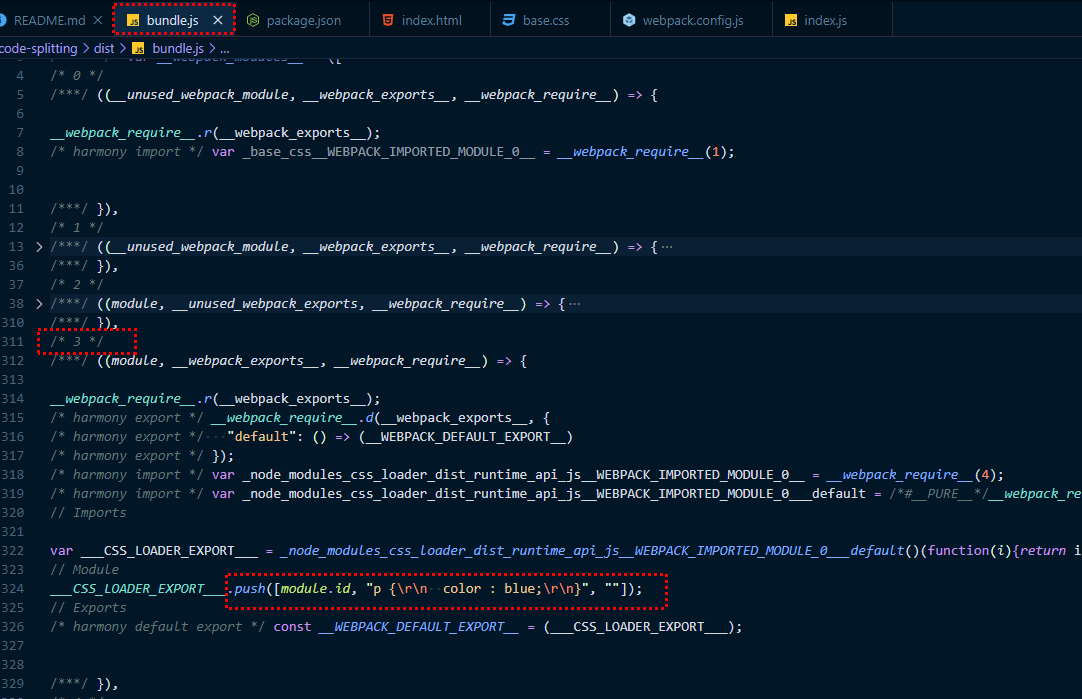 README.md
bundle.js
package.json
index.html
base.css
webpack.config.js
index.js
code-splitting > dist > bundle.js > ...
4 /* 0 */
5 /***/ ((__unused_webpack_module, __webpack_exports__, __webpack_require__) => {
6
7 __webpack_require__.r(__webpack_exports__);
8 /* harmony import */ var _base_css__WEBPACK_IMPORTED_MODULE_0__ = __webpack_require__(1);
9
10
11 /***/ }),
12 /* 1 */
13 /***/ ((__unused_webpack_module, __webpack_exports__, __webpack_require__) => {···
36 /***/ }),
37 /* 2 */
38 /***/ ((module, __unused_webpack_exports, __webpack_require__) => {···
310 /***/ }),
311 /* 3 */
312 /***/ ((module, __webpack_exports__, __webpack_require__) => {
313
314 __webpack_require__.r(__webpack_exports__);
315 /* harmony export */ __webpack_require__.d(__webpack_exports__, {
316 /* harmony export */   "default": () => (__WEBPACK_DEFAULT_EXPORT__)
317 /* harmony export */ });
318 /* harmony import */ var _node_modules_css_loader_dist_runtime_api_js__WEBPACK_IMPORTED_MODULE_0__ = __webpack_require__(4);
319 /* harmony import */ var _node_modules_css_loader_dist_runtime_api_js__WEBPACK_IMPORTED_MODULE_0___default = /*#__PURE__*/__webpack_re
320 // Imports
321
322 var ___CSS_LOADER_EXPORT___ = _node_modules_css_loader_dist_runtime_api_js__WEBPACK_IMPORTED_MODULE_0___default()(function(i){return i
323 // Module
324 ___CSS_LOADER_EXPORT___.push([module.id, "p {\r\n  color : blue;\r\n}", ""]);
325 // Exports
326 /* harmony default export */ const __WEBPACK_DEFAULT_EXPORT__ = (___CSS_LOADER_EXPORT___);
327
328
329 /***/ }),